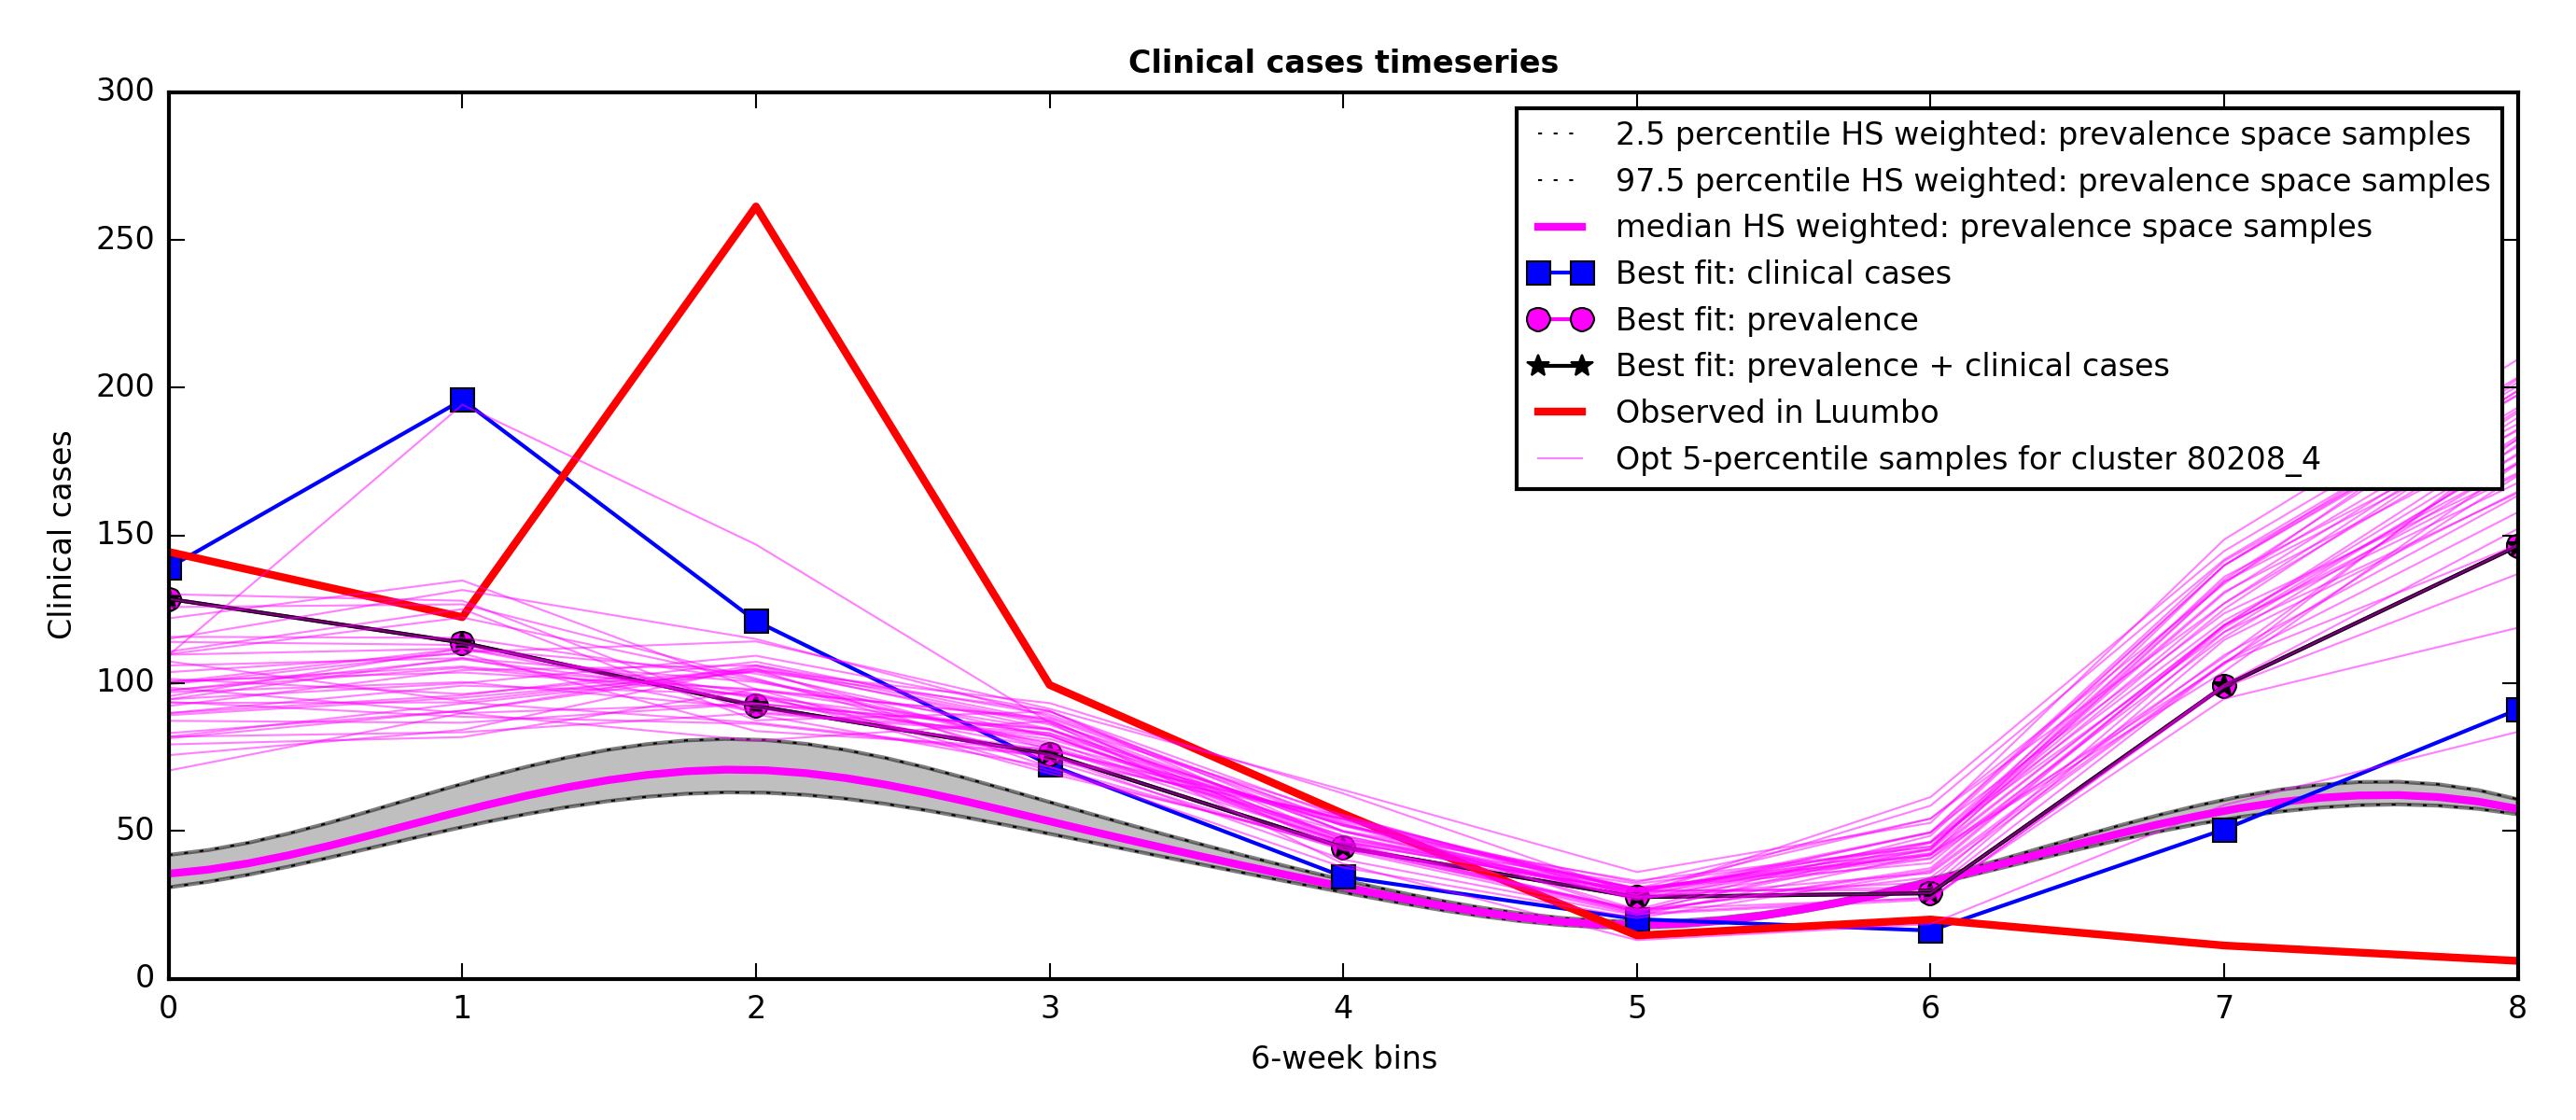 Clinical cases timeseries
300
250
200
150
100
50
0
Clinical cases
2.5 percentile HS weighted: prevalence space samples
97.5 percentile HS weighted: prevalence space samples
median HS weighted: prevalence space samples
Best fit: clinical cases
Best fit: prevalence
Best fit: prevalence + clinical cases
Observed in Luumbo
Opt 5-percentile samples for cluster 80208_4
0 1 2 3 4 5 6 7 8
6-week bins